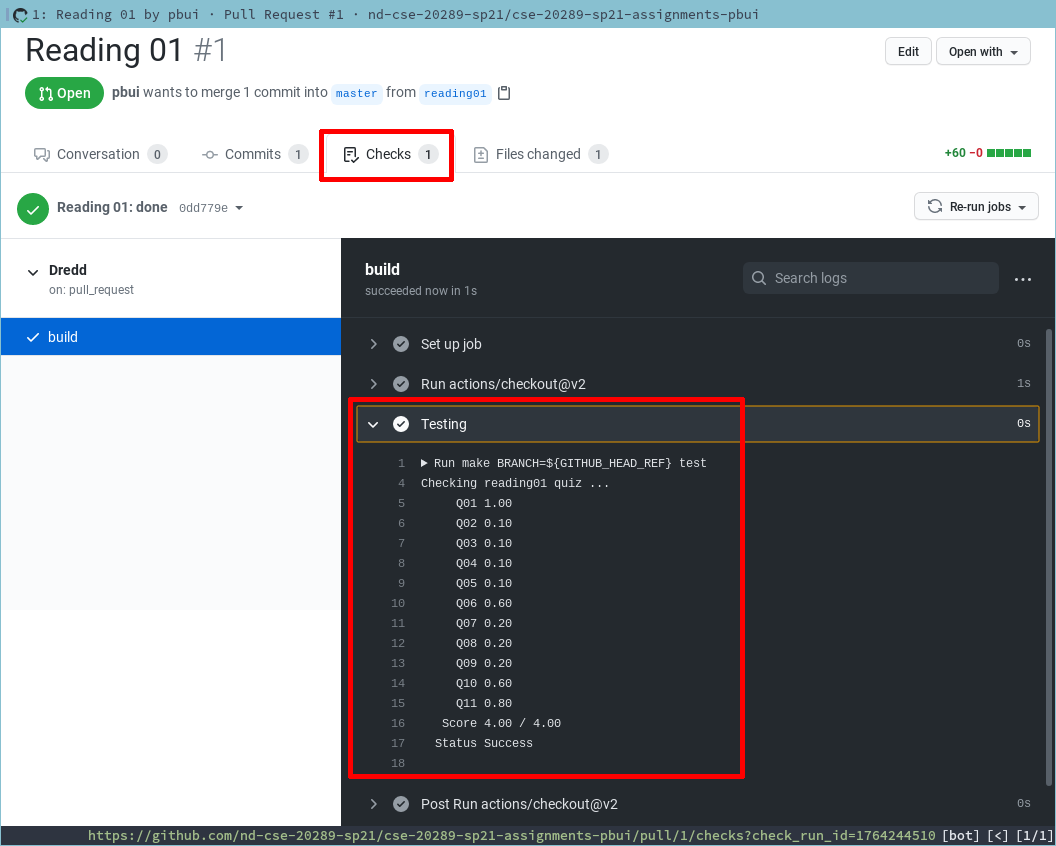 1: Reading 01 by pbui · Pull Request #1 · nd-cse-20289-sp21/cse-20289-sp21-assignments-pbui
Reading 01 #1
Edit
Open with
Open
pbui wants to merge 1 commit into master from reading01
Conversation 0
Commits 1
Checks 1
Files changed 1
+60 −0
Reading 01: done 0dd779e
Re-run jobs
Dredd
on: pull_request
build
build
succeeded now in 1s
Search logs
Set up job 0s
Run actions/checkout@v2 1s
Testing 0s
1 Run make BRANCH=${GITHUB_HEAD_REF} test
4 Checking reading01 quiz ...
5 Q01 1.00
6 Q02 0.10
7 Q03 0.10
8 Q04 0.10
9 Q05 0.10
10 Q06 0.60
11 Q07 0.20
12 Q08 0.20
13 Q09 0.20
14 Q10 0.60
15 Q11 0.80
16 Score 4.00 / 4.00
17 Status Success
18
Post Run actions/checkout@v2 0s
https://github.com/nd-cse-20289-sp21/cse-20289-sp21-assignments-pbui/pull/1/checks?check_run_id=1764244510 [bot] [<] [1/1]